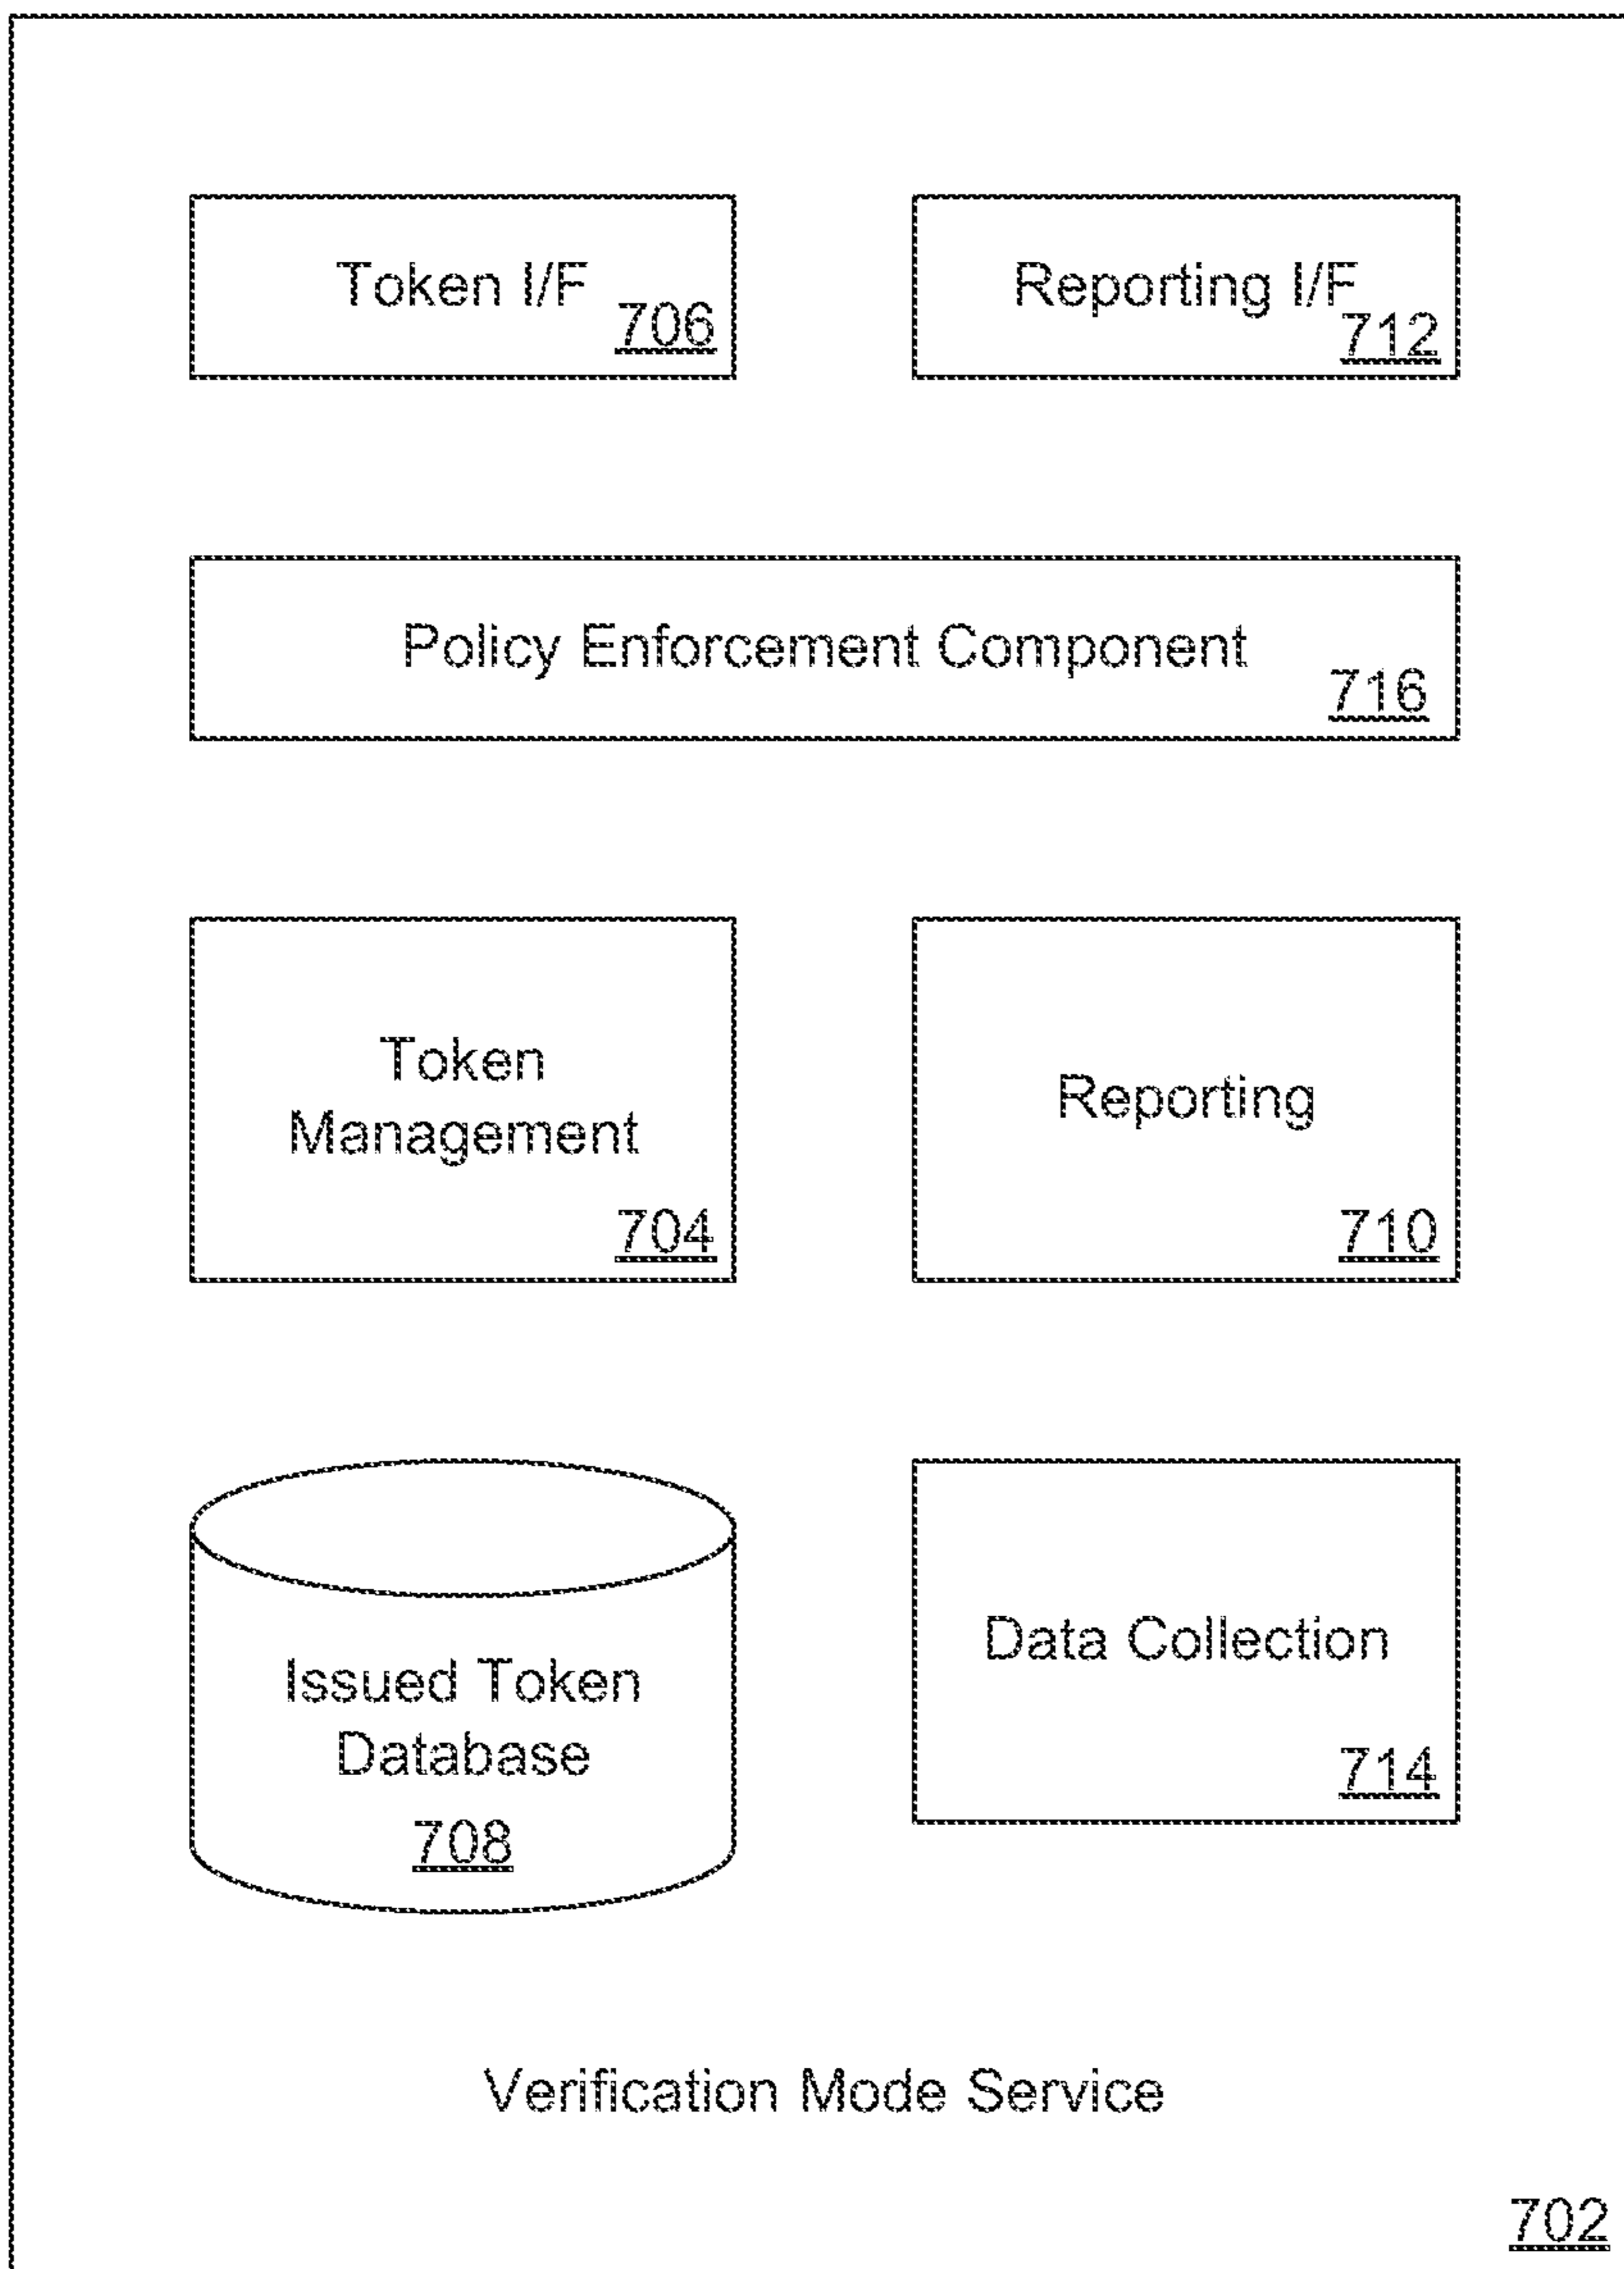 Token I/F
706
Reporting I/F
712
Policy Enforcement Component
716
Token
Management
704
Reporting
710
Issued Token
Database
708
Data Collection
714
Verification Mode Service
702